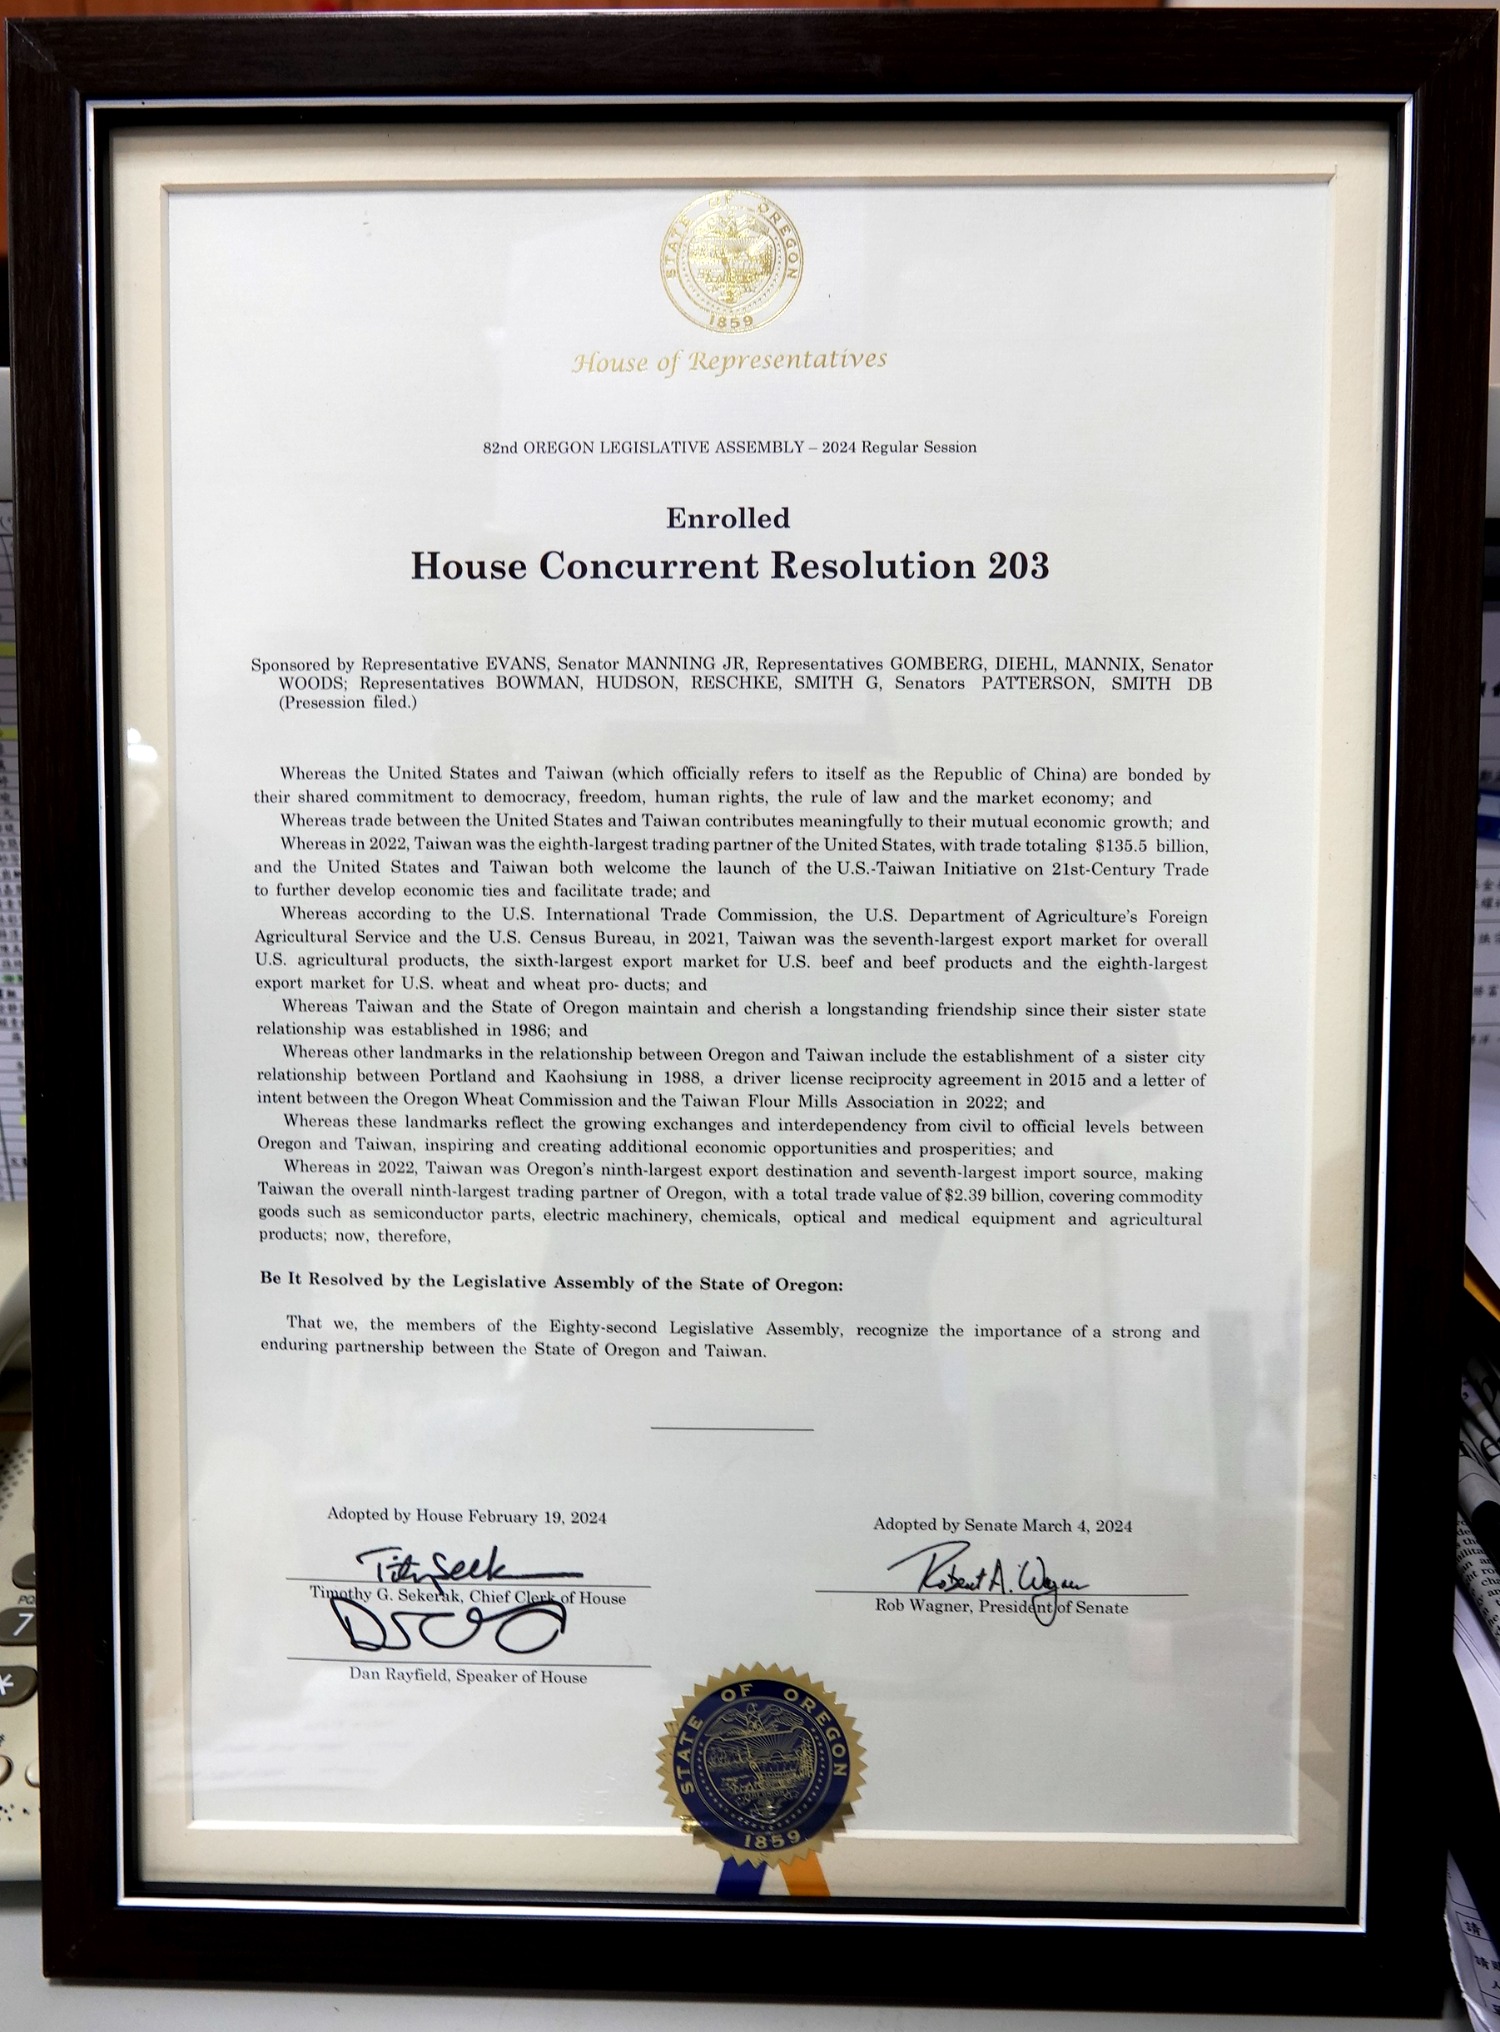 STATE OF OREGON
1859
House of Representatives
82nd OREGON LEGISLATIVE ASSEMBLY – 2024 Regular Session
Enrolled
House Concurrent Resolution 203
Sponsored by Representative EVANS, Senator MANNING JR, Representatives GOMBERG, DIEHL, MANNIX, Senator
WOODS; Representatives BOWMAN, HUDSON, RESCHKE, SMITH G, Senators PATTERSON, SMITH DB
(Presession filed.)
Whereas the United States and Taiwan (which officially refers to itself as the Republic of China) are bonded by
their shared commitment to democracy, freedom, human rights, the rule of law and the market economy; and
Whereas trade between the United States and Taiwan contributes meaningfully to their mutual economic growth; and
Whereas in 2022, Taiwan was the eighth-largest trading partner of the United States, with trade totaling $135.5 billion,
and the United States and Taiwan both welcome the launch of the U.S.-Taiwan Initiative on 21st-Century Trade
to further develop economic ties and facilitate trade; and
Whereas according to the U.S. International Trade Commission, the U.S. Department of Agriculture's Foreign
Agricultural Service and the U.S. Census Bureau, in 2021, Taiwan was the seventh-largest export market for overall
U.S. agricultural products, the sixth-largest export market for U.S. beef and beef products and the eighth-largest
export market for U.S. wheat and wheat pro- ducts; and
Whereas Taiwan and the State of Oregon maintain and cherish a longstanding friendship since their sister state
relationship was established in 1986; and
Whereas other landmarks in the relationship between Oregon and Taiwan include the establishment of a sister city
relationship between Portland and Kaohsiung in 1988, a driver license reciprocity agreement in 2015 and a letter of
intent between the Oregon Wheat Commission and the Taiwan Flour Mills Association in 2022; and
Whereas these landmarks reflect the growing exchanges and interdependency from civil to official levels between
Oregon and Taiwan, inspiring and creating additional economic opportunities and prosperities; and
Whereas in 2022, Taiwan was Oregon's ninth-largest export destination and seventh-largest import source, making
Taiwan the overall ninth-largest trading partner of Oregon, with a total trade value of $2.39 billion, covering commodity
goods such as semiconductor parts, electric machinery, chemicals, optical and medical equipment and agricultural
products; now, therefore,
Be It Resolved by the Legislative Assembly of the State of Oregon:
That we, the members of the Eighty-second Legislative Assembly, recognize the importance of a strong and
enduring partnership between the State of Oregon and Taiwan.
Adopted by House February 19, 2024
Timothy G. Sekerak, Chief Clerk of House
Dan Rayfield, Speaker of House
Adopted by Senate March 4, 2024
Robert A. Wagner
Rob Wagner, President of Senate
STATE OF OREGON
1859
7